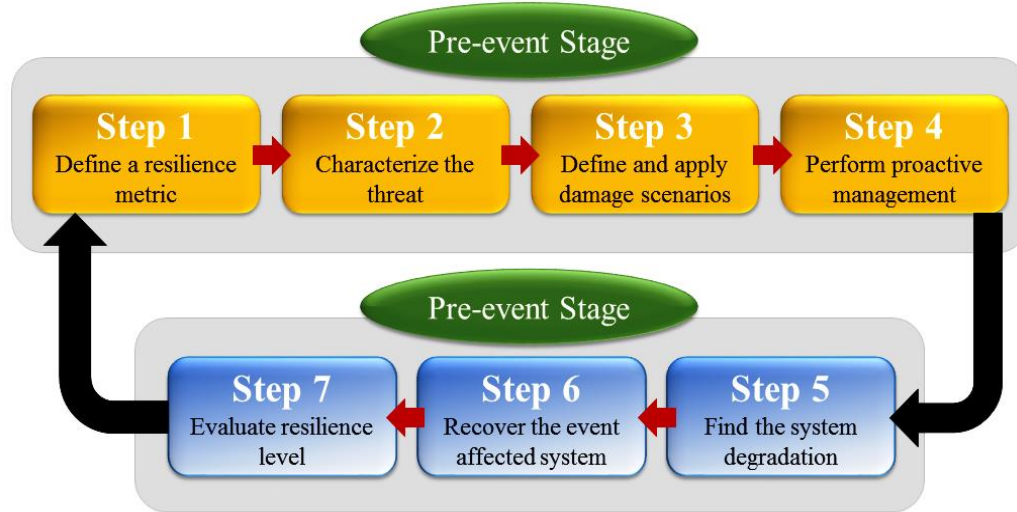 Pre-event Stage
Step 1
Define a resilience
metric
Step 2
Characterize the
threat
Step 3
Define and apply
damage scenarios
Step 4
Perform proactive
management
Pre-event Stage
Step 7
Evaluate resilience
level
Step 6
Recover the event
affected system
Step 5
Find the system
degradation